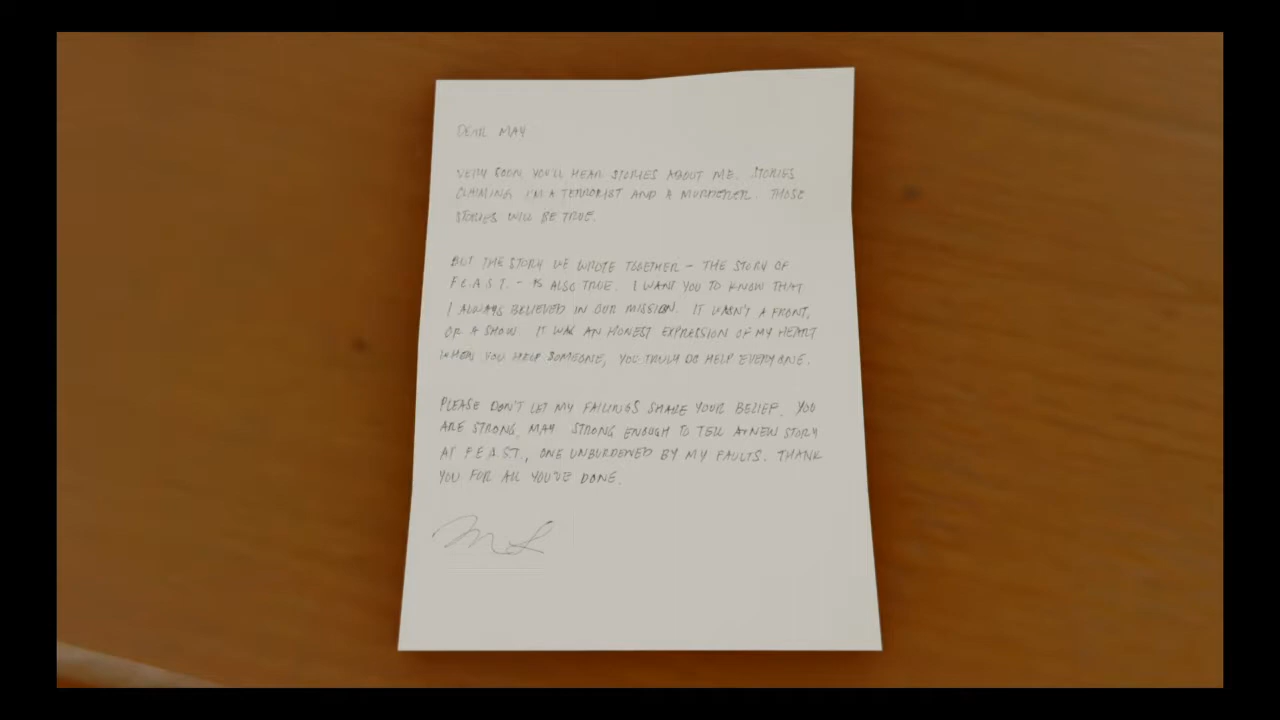 DEAR MAY
VERY SOON, YOU'LL HEAR STORIES ABOUT ME. STORIES
CLAIMING I'M A TERRORIST AND A MURDERER. THOSE
STORIES WILL BE TRUE.
BUT THE STORY WE WROTE TOGETHER - THE STORY OF
F.E.A.S.T. - IS ALSO TRUE. I WANT YOU TO KNOW THAT
I ALWAYS BELIEVED IN OUR MISSION. IT WASN'T A FRONT,
OR A SHOW. IT WAS AN HONEST EXPRESSION OF MY HEART
WHEN YOU HELP SOMEONE, YOU TRULY DO HELP EVERYONE.
PLEASE DON'T LET MY FAILINGS SHAKE YOUR BELIEF. YOU
ARE STRONG, MAY. STRONG ENOUGH TO TELL A NEW STORY
AT F.E.A.S.T., ONE UNBURDENED BY MY FAULTS. THANK
YOU FOR ALL YOU'VE DONE.
ML